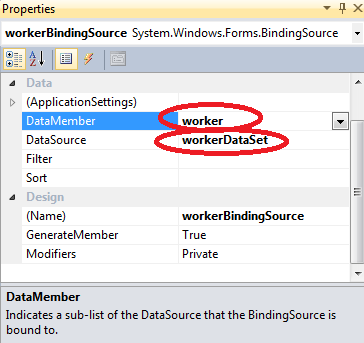 Properties
workerBindingSource System.Windows.Forms.BindingSource
Data
(ApplicationSettings)
DataMember worker
DataSource workerDataSet
Filter
Sort
Design
(Name) workerBindingSource
GenerateMember True
Modifiers Private
DataMember
Indicates a sub-list of the DataSource that the BindingSource is
bound to.